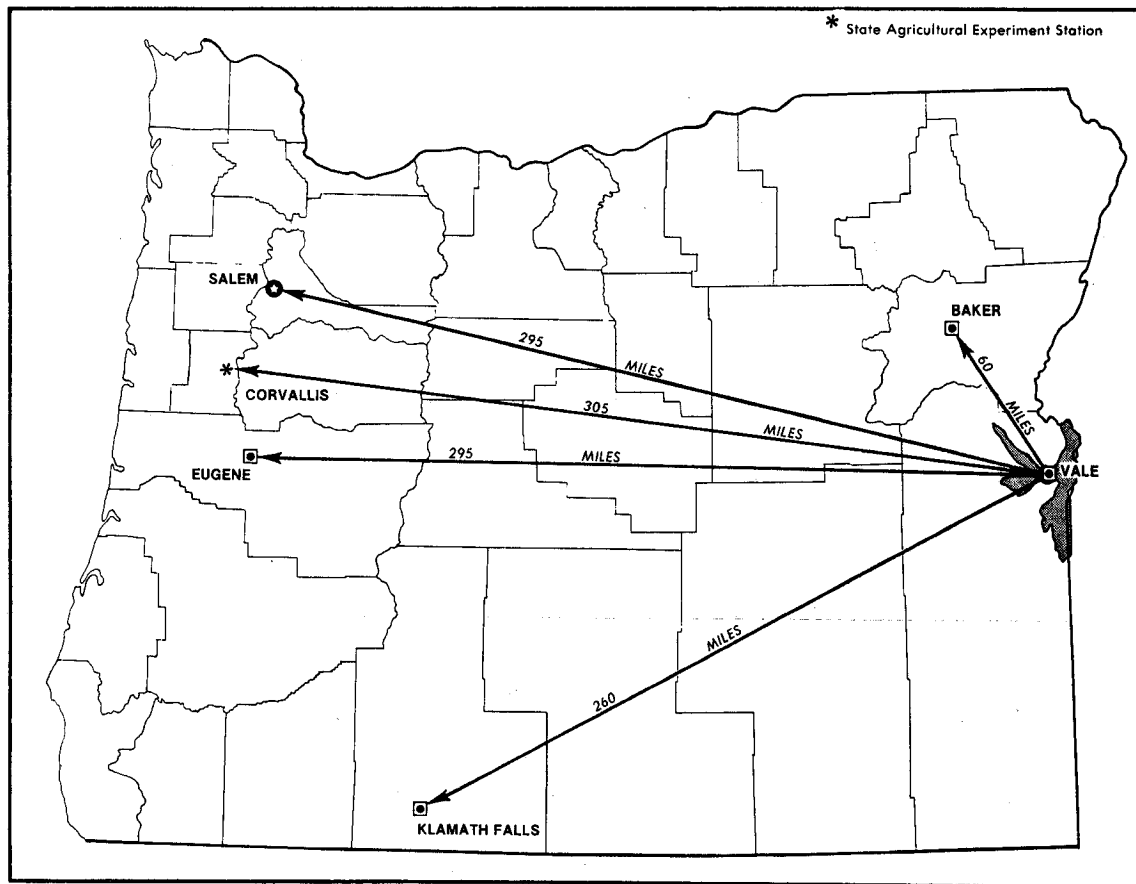 * State Agricultural Experiment Station
SALEM
BAKER
295 MILES
60 MILES
CORVALLIS
305 MILES
EUGENE
295 MILES
VALE
260 MILES
KLAMATH FALLS